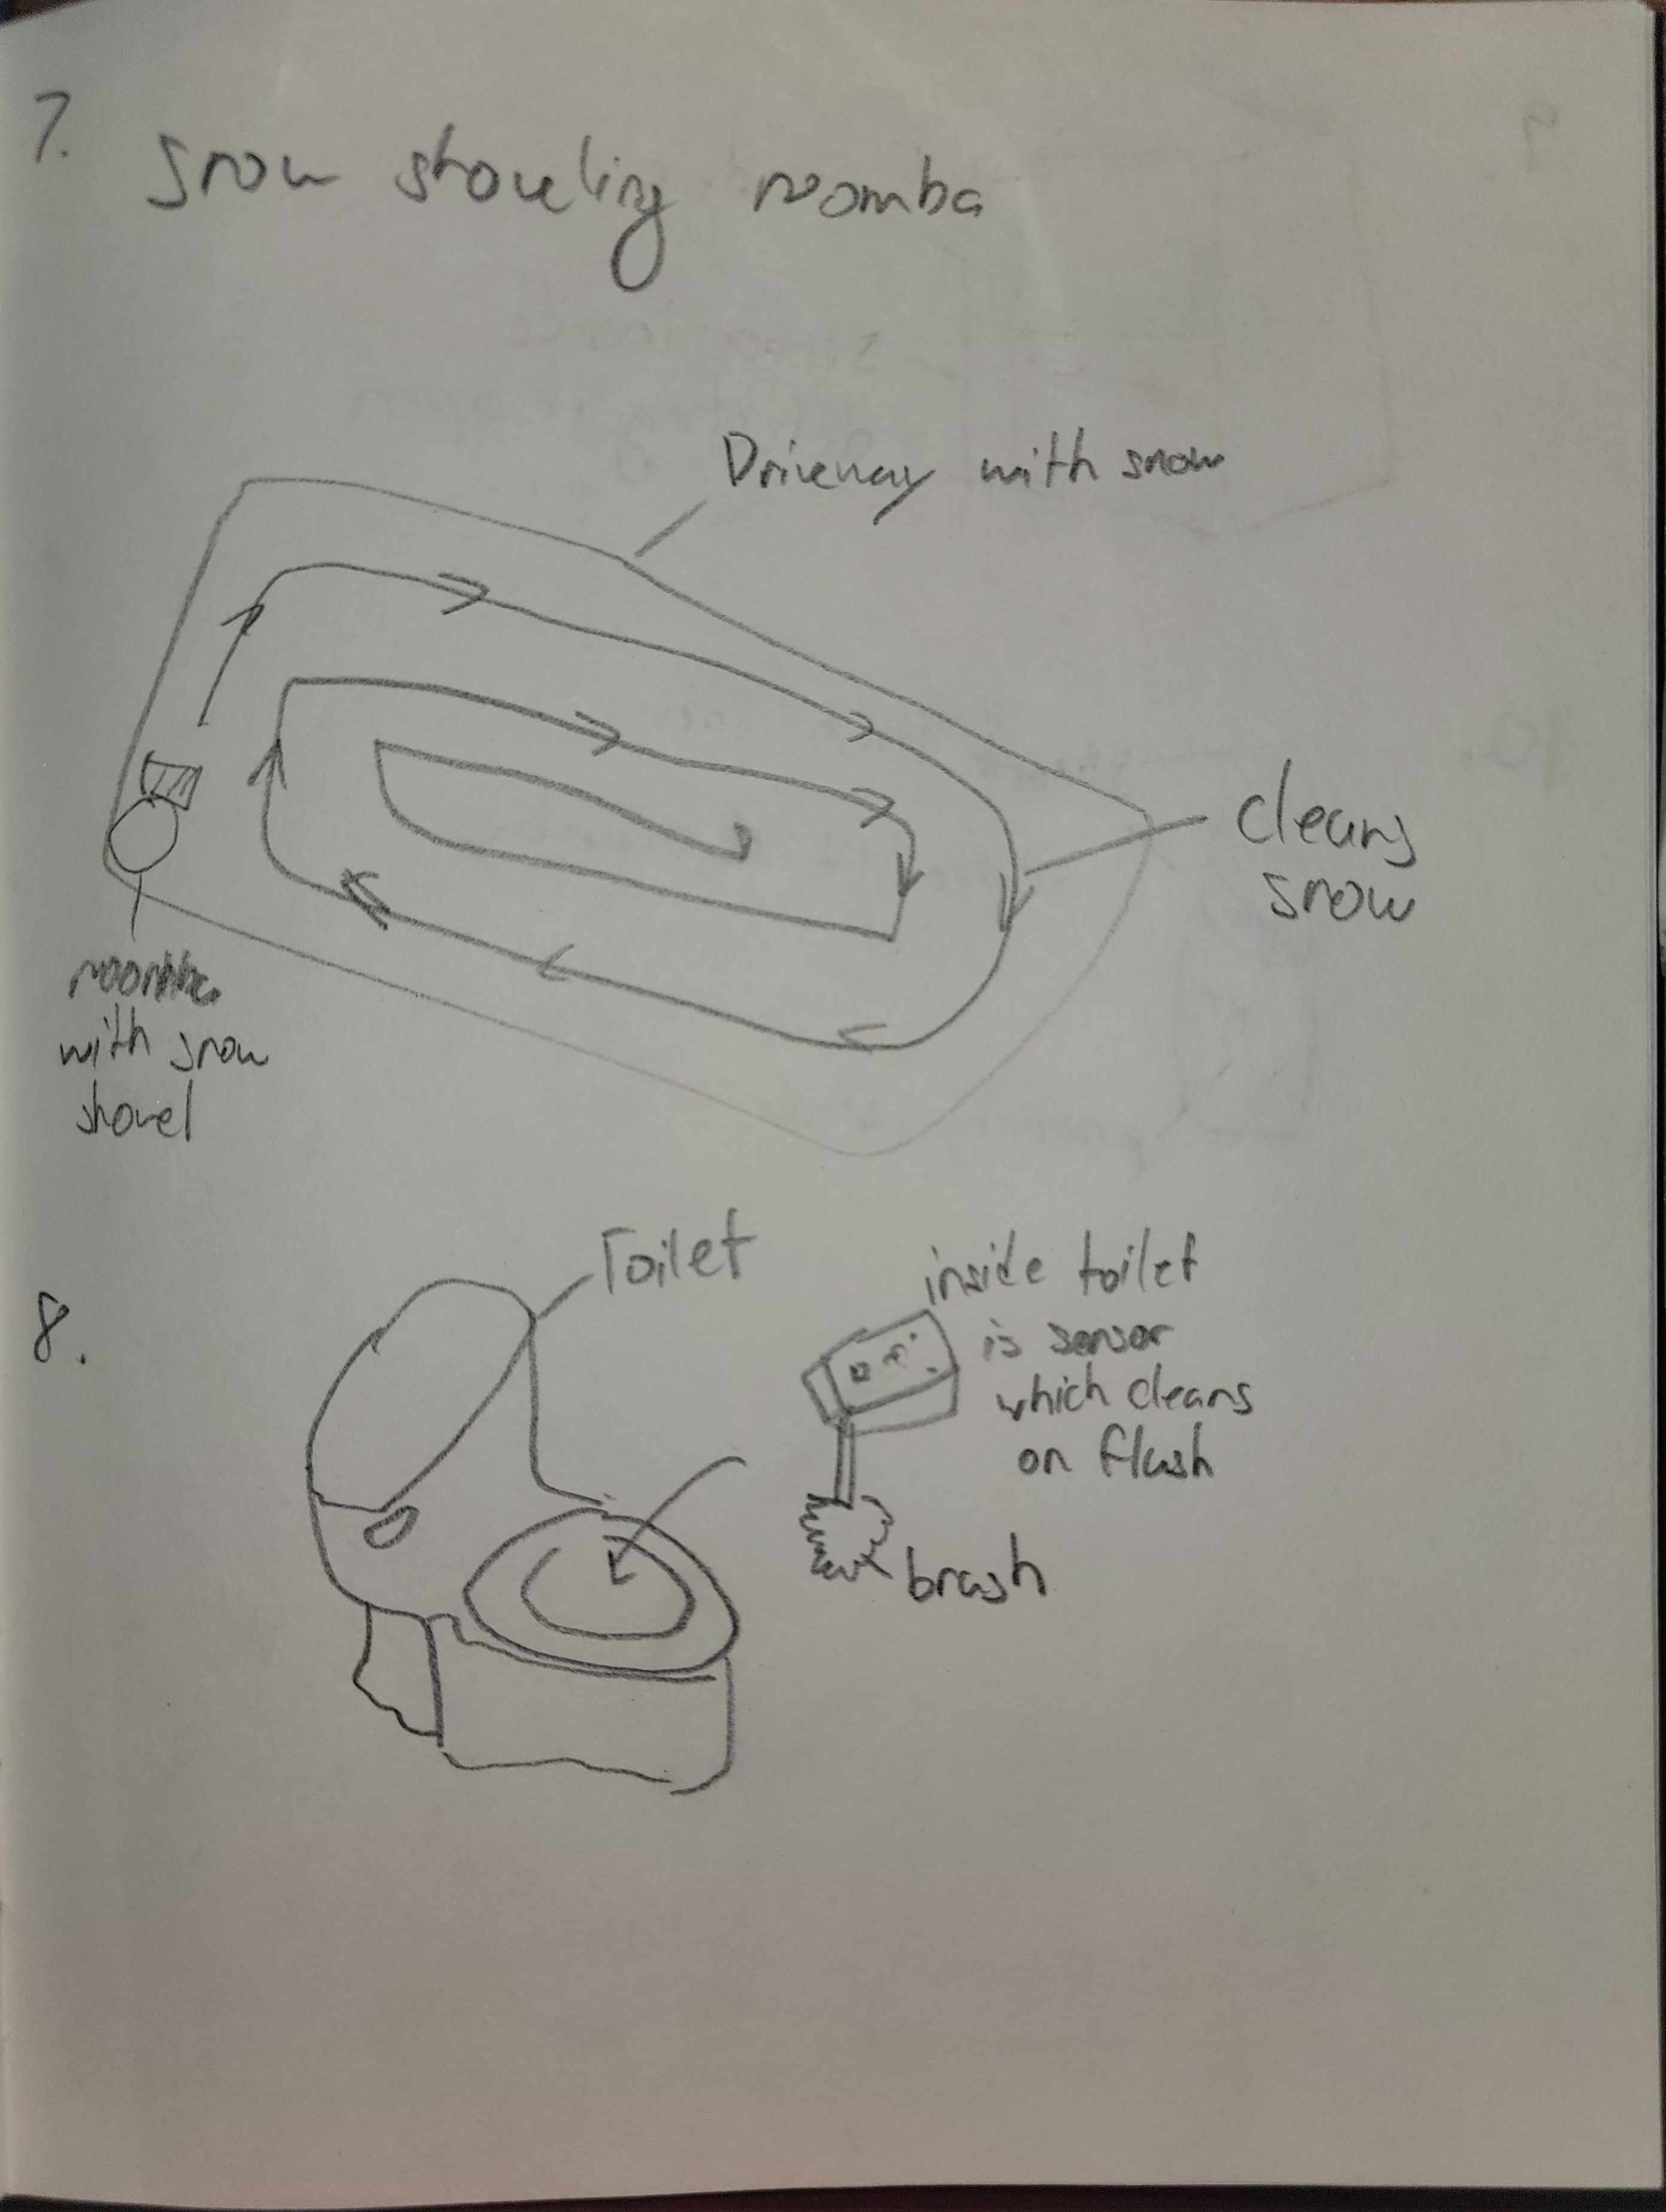 7. Snow shoveling roomba
Driveway with snow
cleans
snow
roomba
with snow
shovel
8.
Toilet
inside toilet
is sensor
which cleans
on flush
brush